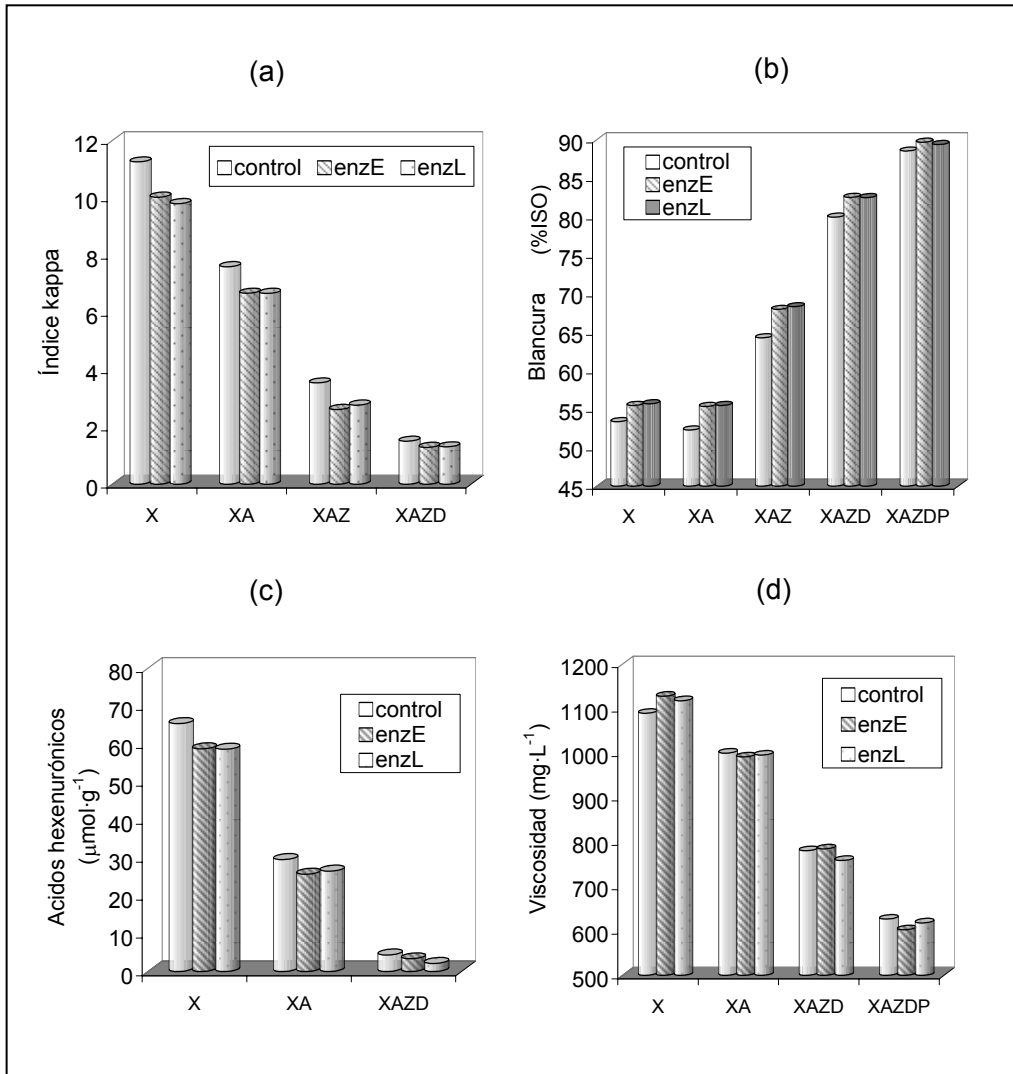 (a)
Índice kappa
12
10
8
6
4
2
0
control enzE enzL
X XA XAZ XAZD
(b)
Blancura (%ISO)
90
85
80
75
70
65
60
55
50
45
control
enzE
enzL
X XA XAZ XAZD XAZDP
(c)
Acidos hexenurónicos
(μmol·g⁻¹)
80
70
60
50
40
30
20
10
0
control
enzE
enzL
X XA XAZD
(d)
Viscosidad (mg·L⁻¹)
1200
1100
1000
900
800
700
600
500
control
enzE
enzL
X XA XAZD XAZDP